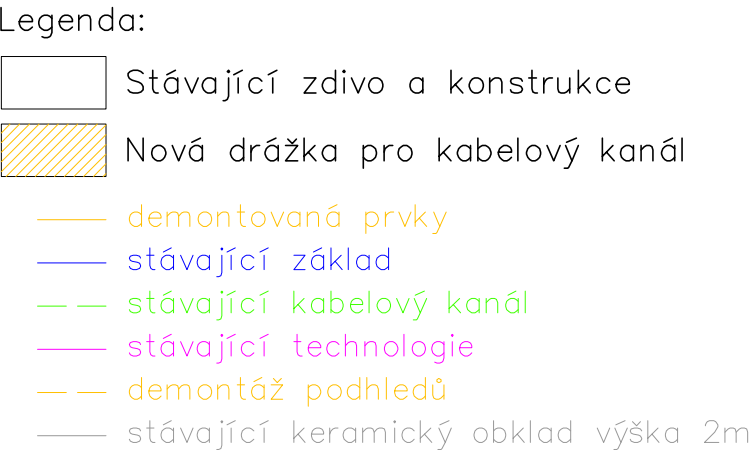 Legenda:
Stávající zdivo a konstrukce
Nová drážka pro kabelový kanál
demontovaná prvky
stávající základ
stávající kabelový kanál
stávající technologie
demontáž podhledů
stávající keramický obklad výška 2m